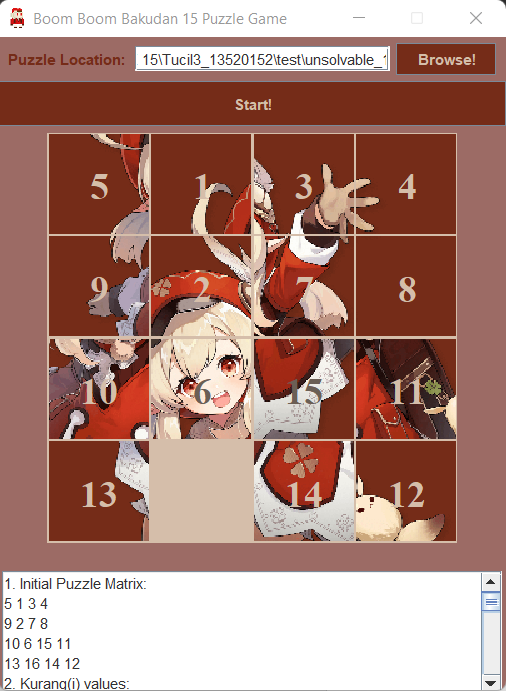 Boom Boom Bakudan 15 Puzzle Game
Puzzle Location: 15\Tucil3_13520152\test\unsolvable_ Browse!
Start!
5 1 3 4
9 2 7 8
10 6 15 11
13 14 12
1. Initial Puzzle Matrix:
5 1 3 4
9 2 7 8
10 6 15 11
13 16 14 12
2. Kurang(i) values: